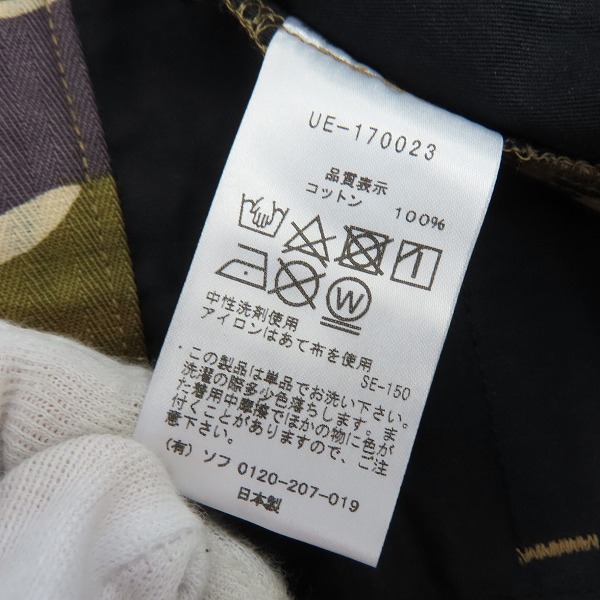 UE-170023
品質表示
コットン 100%
W
中性洗剤使用
アイロンはあて布を使用
SE-150
・この製品は単品でお洗い下さい。
洗濯の際多少色落ちします。ま
た着用中摩擦でほかの物に色が
付くことがありますので、ご注
意下さい。
(有) ソフ 0120-207-019
日本製